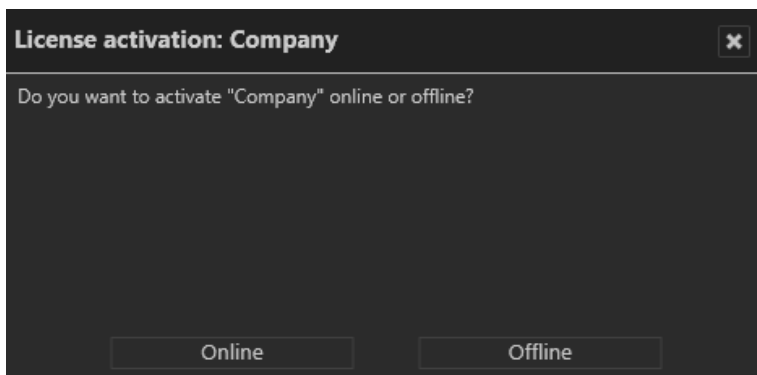 License activation: Company
Do you want to activate "Company" online or offline?
Online
Offline